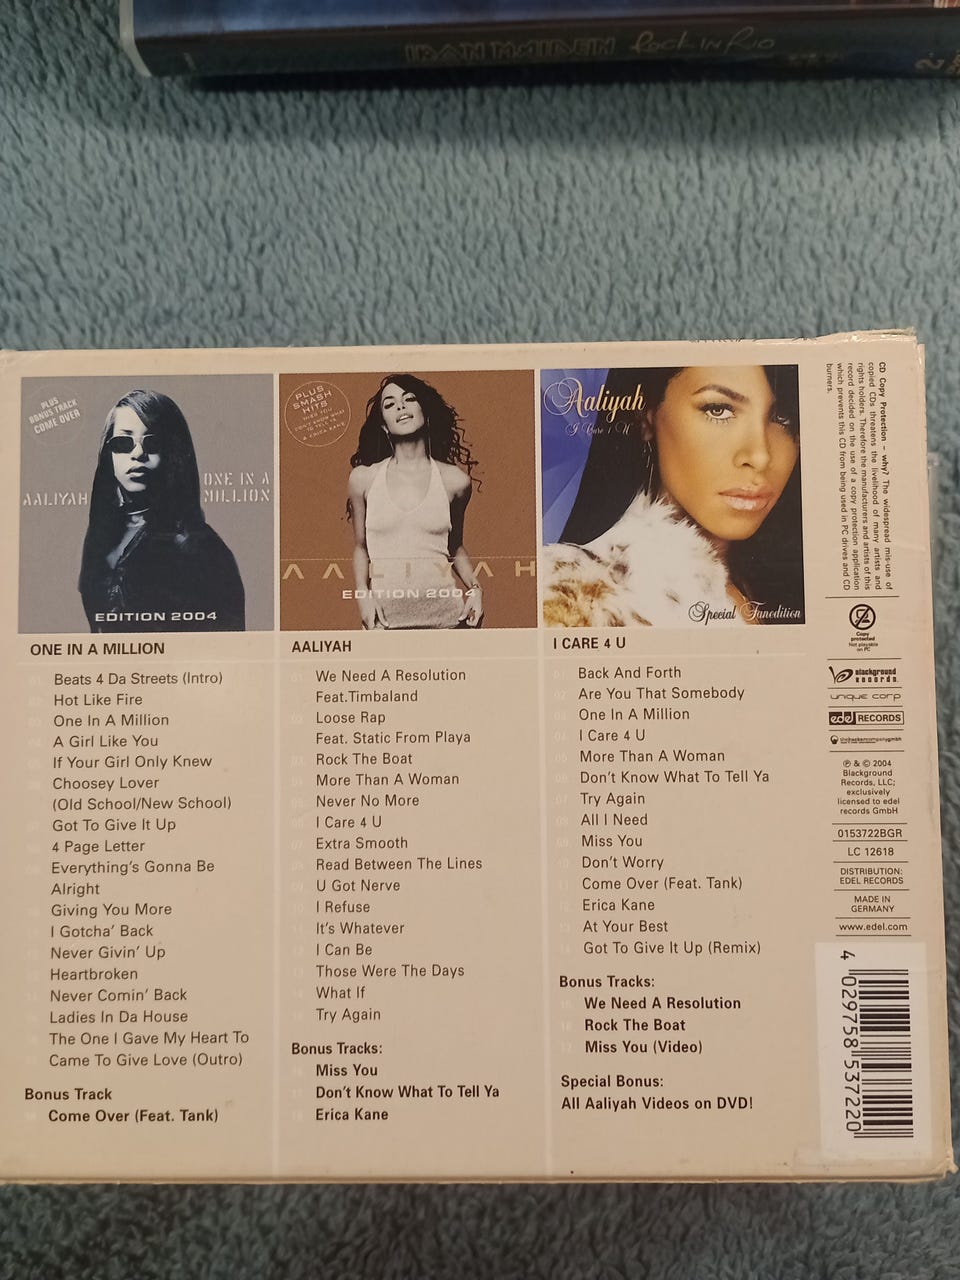 IRON MAIDEN Rock IN Rio
PLUS
BONUS TRACK
COME OVER
AALIYAH
ONE IN A
MILLION
EDITION 2004
PLUS
SMASH
HITS
MISS YOU
DON'T KNOW WHAT
TO TELL YA
& ERICA KANE
AALIYAH
EDITION 2004
Aaliyah
I Care 4 U
Special Fanedition
ONE IN A MILLION
Beats 4 Da Streets (Intro)
Hot Like Fire
One In A Million
A Girl Like You
If Your Girl Only Knew
Choosey Lover
(Old School/New School)
Got To Give It Up
4 Page Letter
Everything's Gonna Be
Alright
Giving You More
I Gotcha' Back
Never Givin' Up
Heartbroken
Never Comin' Back
Ladies In Da House
The One I Gave My Heart To
Came To Give Love (Outro)
Bonus Track
Come Over (Feat. Tank)
AALIYAH
We Need A Resolution
Feat.Timbaland
Loose Rap
Feat. Static From Playa
Rock The Boat
More Than A Woman
Never No More
I Care 4 U
Extra Smooth
Read Between The Lines
U Got Nerve
I Refuse
It's Whatever
I Can Be
Those Were The Days
What If
Try Again
Bonus Tracks:
Miss You
Don't Know What To Tell Ya
Erica Kane
I CARE 4 U
Back And Forth
Are You That Somebody
One In A Million
I Care 4 U
More Than A Woman
Don't Know What To Tell Ya
Try Again
All I Need
Miss You
Don't Worry
Come Over (Feat. Tank)
Erica Kane
At Your Best
Got To Give It Up (Remix)
Bonus Tracks:
We Need A Resolution
Rock The Boat
Miss You (Video)
Special Bonus:
All Aaliyah Videos on DVD!
CD Copy Protection – why? The widespread mis-use of
copied CDs threatens the livelihood of many artists and
rights holders. Therefore the manufacturers and artists of this
record decided on the use of a copy protection application
which prevents this CD from being used in PC drives and CD
burners.
Copy
protected
Not playable
on PC
blackground
records
unique corp
edel RECORDS
℗ & © 2004
Blackground
Records, LLC;
exclusively
licensed to edel
records GmbH
0153722BGR
LC 12618
DISTRIBUTION:
EDEL RECORDS
MADE IN
GERMANY
www.edel.com
4 029758 537220